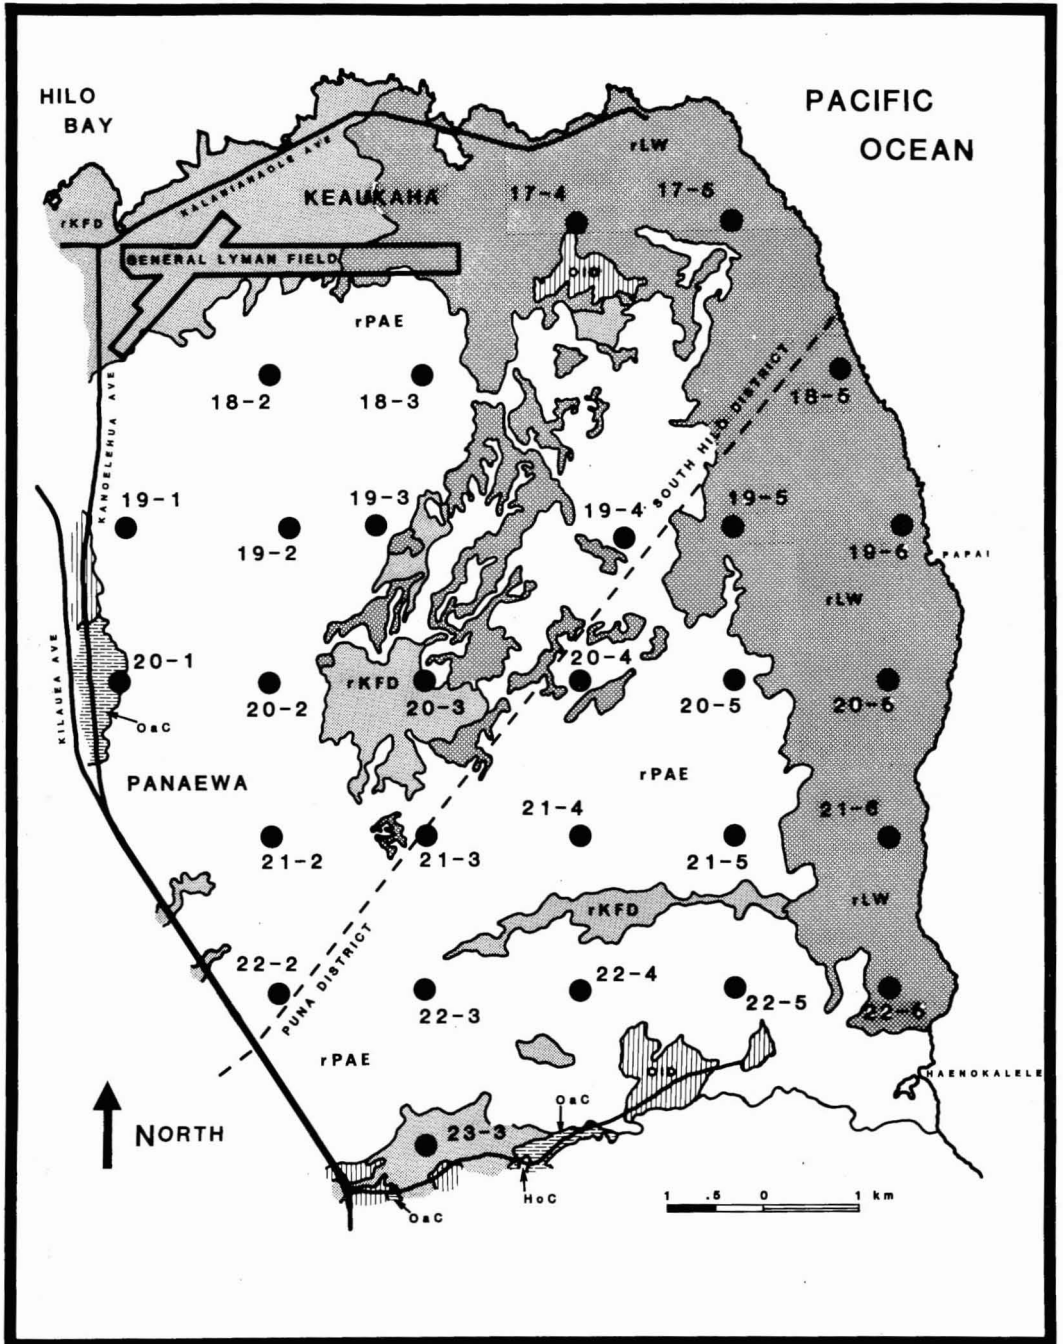 HILO
BAY
PACIFIC
OCEAN
KALANIANAOLE AVE
KEAUKAHA
rLW
17-4
17-5
rKFD
GENERAL LYMAN FIELD
rPAE
18-2
18-3
18-5
KANOELEHUA AVE
SOUTH HILO DISTRICT
19-1
19-3
19-2
19-4
19-5
19-6
PAPAI
rLW
KILAUEA AVE
20-1
OaC
20-2
rKFD
20-3
20-4
20-5
20-6
PANAEWA
rPAE
21-4
21-6
21-2
21-3
21-5
rLW
rKFD
22-2
PUNA DISTRICT
22-3
22-4
22-5
22-6
rPAE
HAENOKALELE
OaC
NORTH
23-3
HoC
OaC
1 .5 0 1 km